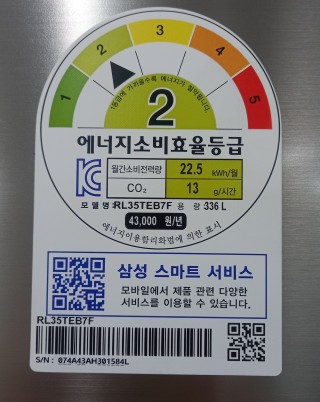 1 2 3 4 5
1등급에 가까울수록 에너지가 절약됩니다.
2
에너지소비효율등급
월간소비전력량 22.5 kWh/월
CO₂ 13 g/시간
모 델 명:RL35TEB7F 용 량 336 L
43,000 원/년
에너지이용합리화법에 의한 표시
삼성 스마트 서비스
모바일에서 제품 관련 다양한
서비스를 이용할 수 있습니다.
RL35TEB7F
S/N : 074A43AH301584L